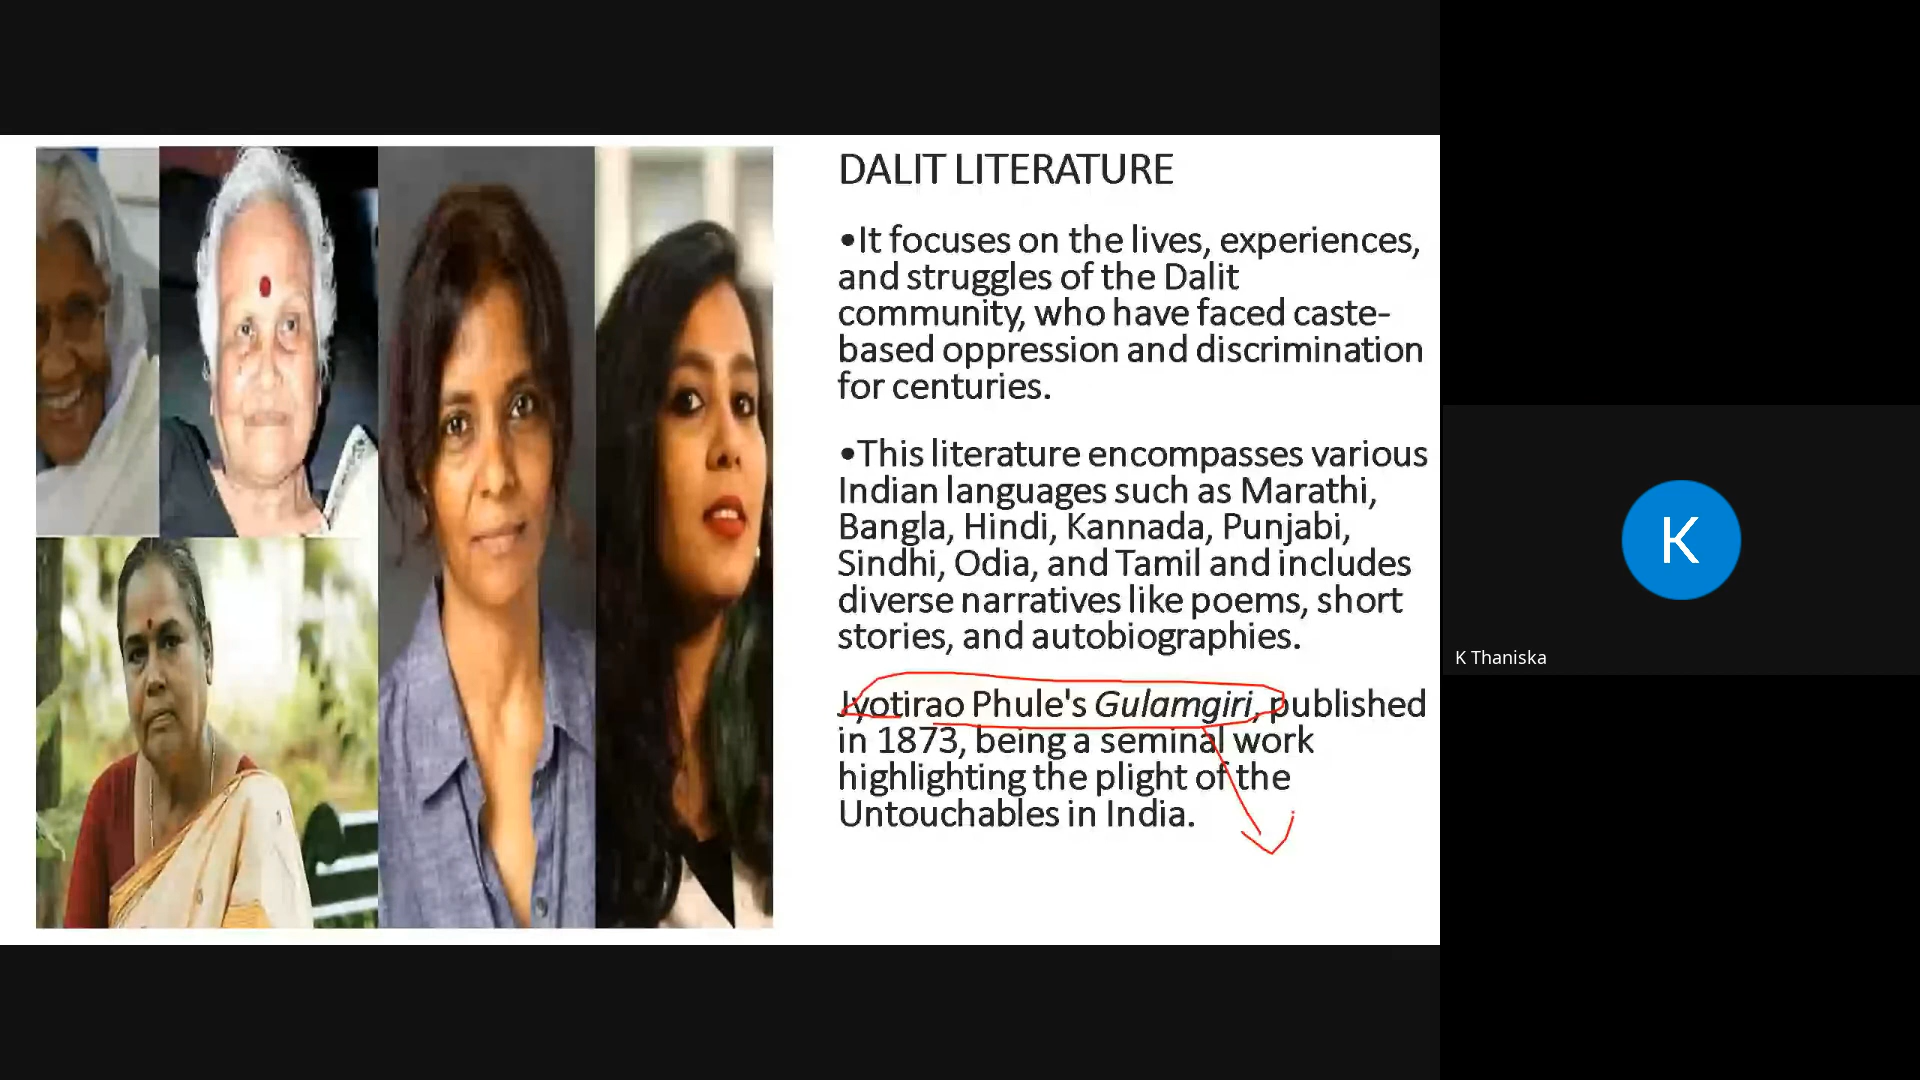 DALIT LITERATURE
•It focuses on the lives, experiences,
and struggles of the Dalit
community, who have faced caste-
based oppression and discrimination
for centuries.
•This literature encompasses various
Indian languages such as Marathi,
Bangla, Hindi, Kannada, Punjabi,
Sindhi, Odia, and Tamil and includes
diverse narratives like poems, short
stories, and autobiographies.
Jyotirao Phule's Gulamgiri, published
in 1873, being a seminal work
highlighting the plight of the
Untouchables in India.
K
K Thaniska